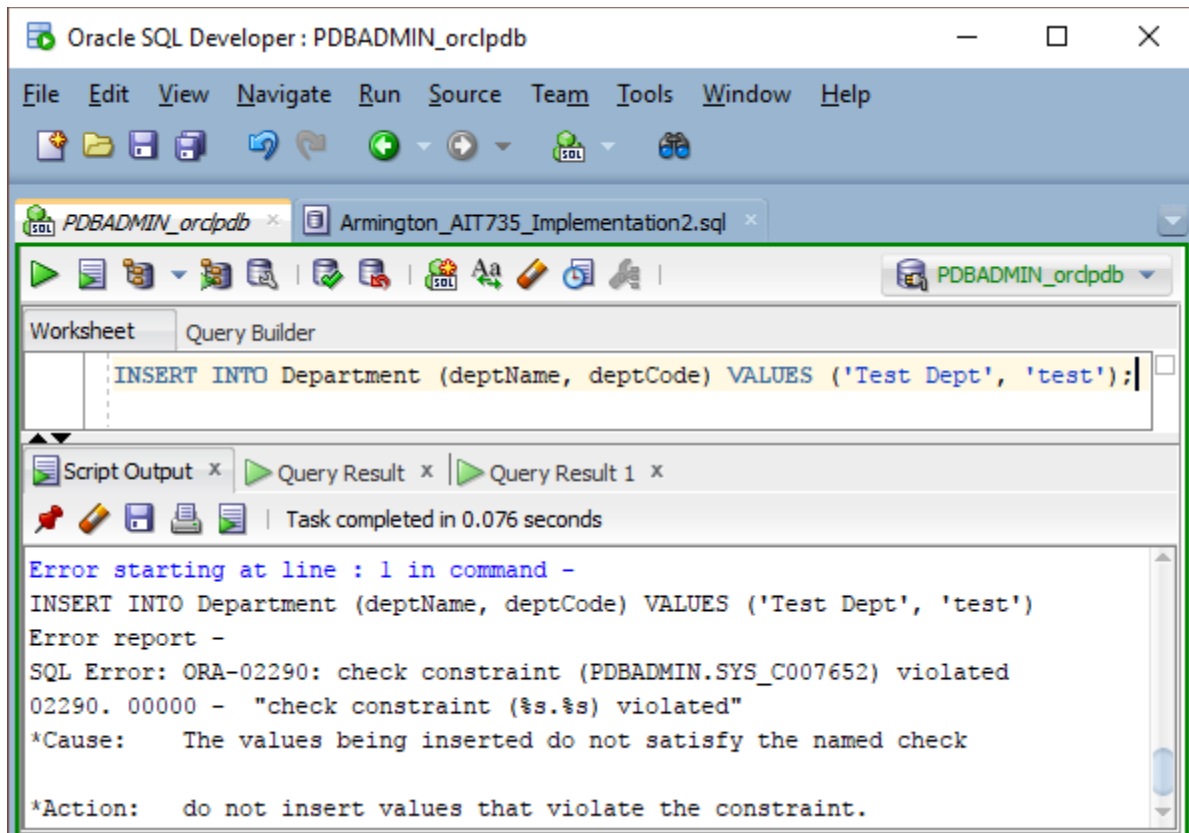 Oracle SQL Developer : PDBADMIN_orclpdb
File Edit View Navigate Run Source Team Tools Window Help
PDBADMIN_orclpdb Armington_AIT735_Implementation2.sql
PDBADMIN_orclpdb
Worksheet Query Builder
INSERT INTO Department (deptName, deptCode) VALUES ('Test Dept', 'test');
Script Output x Query Result x Query Result 1 x
Task completed in 0.076 seconds
Error starting at line : 1 in command -
INSERT INTO Department (deptName, deptCode) VALUES ('Test Dept', 'test')
Error report -
SQL Error: ORA-02290: check constraint (PDBADMIN.SYS_C007652) violated
02290. 00000 - "check constraint (%s.%s) violated"
*Cause: The values being inserted do not satisfy the named check
*Action: do not insert values that violate the constraint.